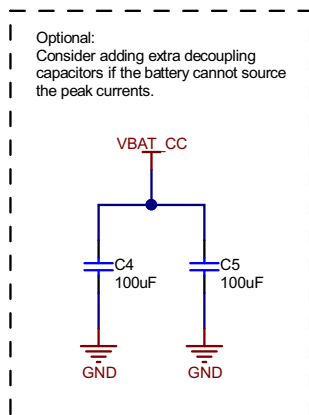 Optional:
Consider adding extra decoupling
capacitors if the battery cannot source
the peak currents.
VBAT_CC
C4
100uF
C5
100uF
GND
GND